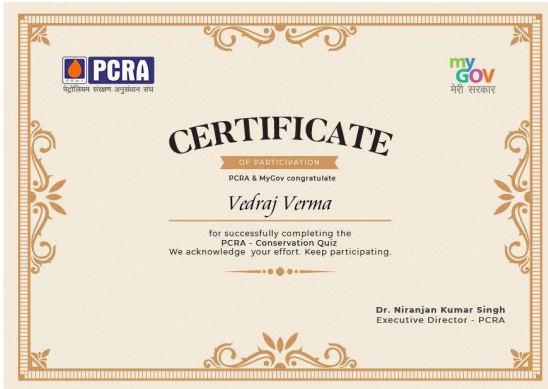 PCRA
पेट्रोलियम संरक्षण अनुसंधान संघ
my
GOV
मेरी सरकार
CERTIFICATE
OF PARTICIPATION
PCRA & MyGov congratulate
Vedraj Verma
for successfully completing the
PCRA - Conservation Quiz
We acknowledge your effort. Keep participating.
Dr. Niranjan Kumar Singh
Executive Director - PCRA